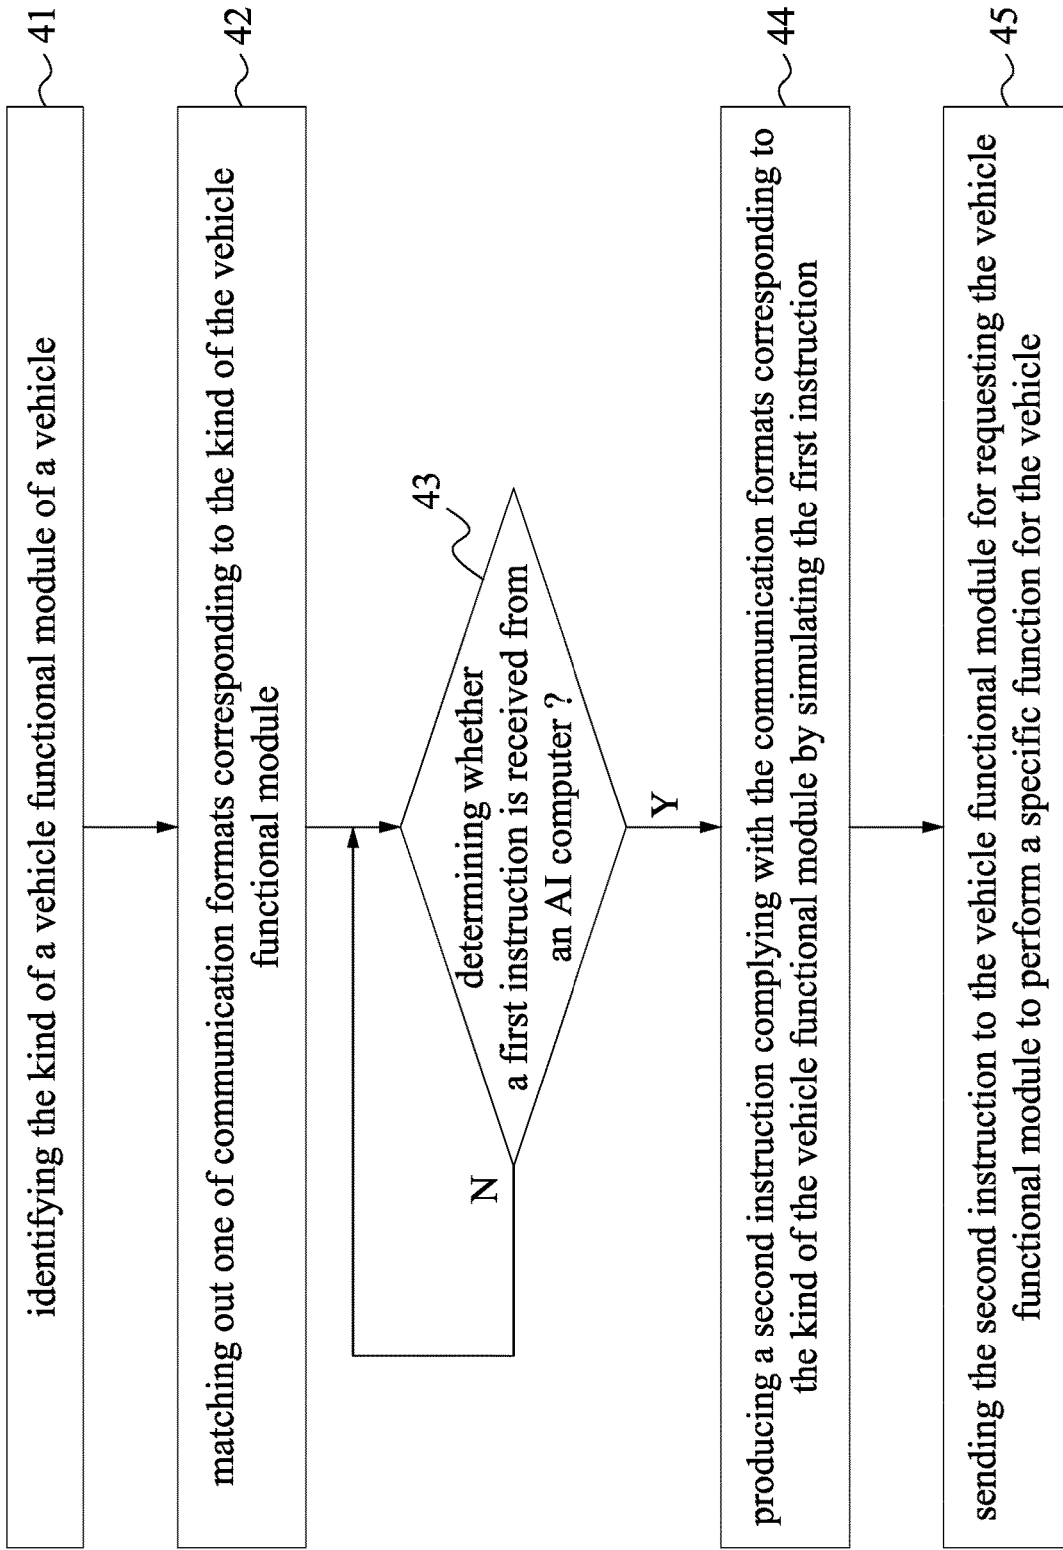 identifying the kind of a vehicle functional module of a vehicle
41
matching out one of communication formats corresponding to the kind of the vehicle
functional module
42
determining whether
a first instruction is received from
an AI computer ?
43
N
Y
producing a second instruction complying with the communication formats corresponding to
the kind of the vehicle functional module by simulating the first instruction
44
sending the second instruction to the vehicle functional module for requesting the vehicle
functional module to perform a specific function for the vehicle
45